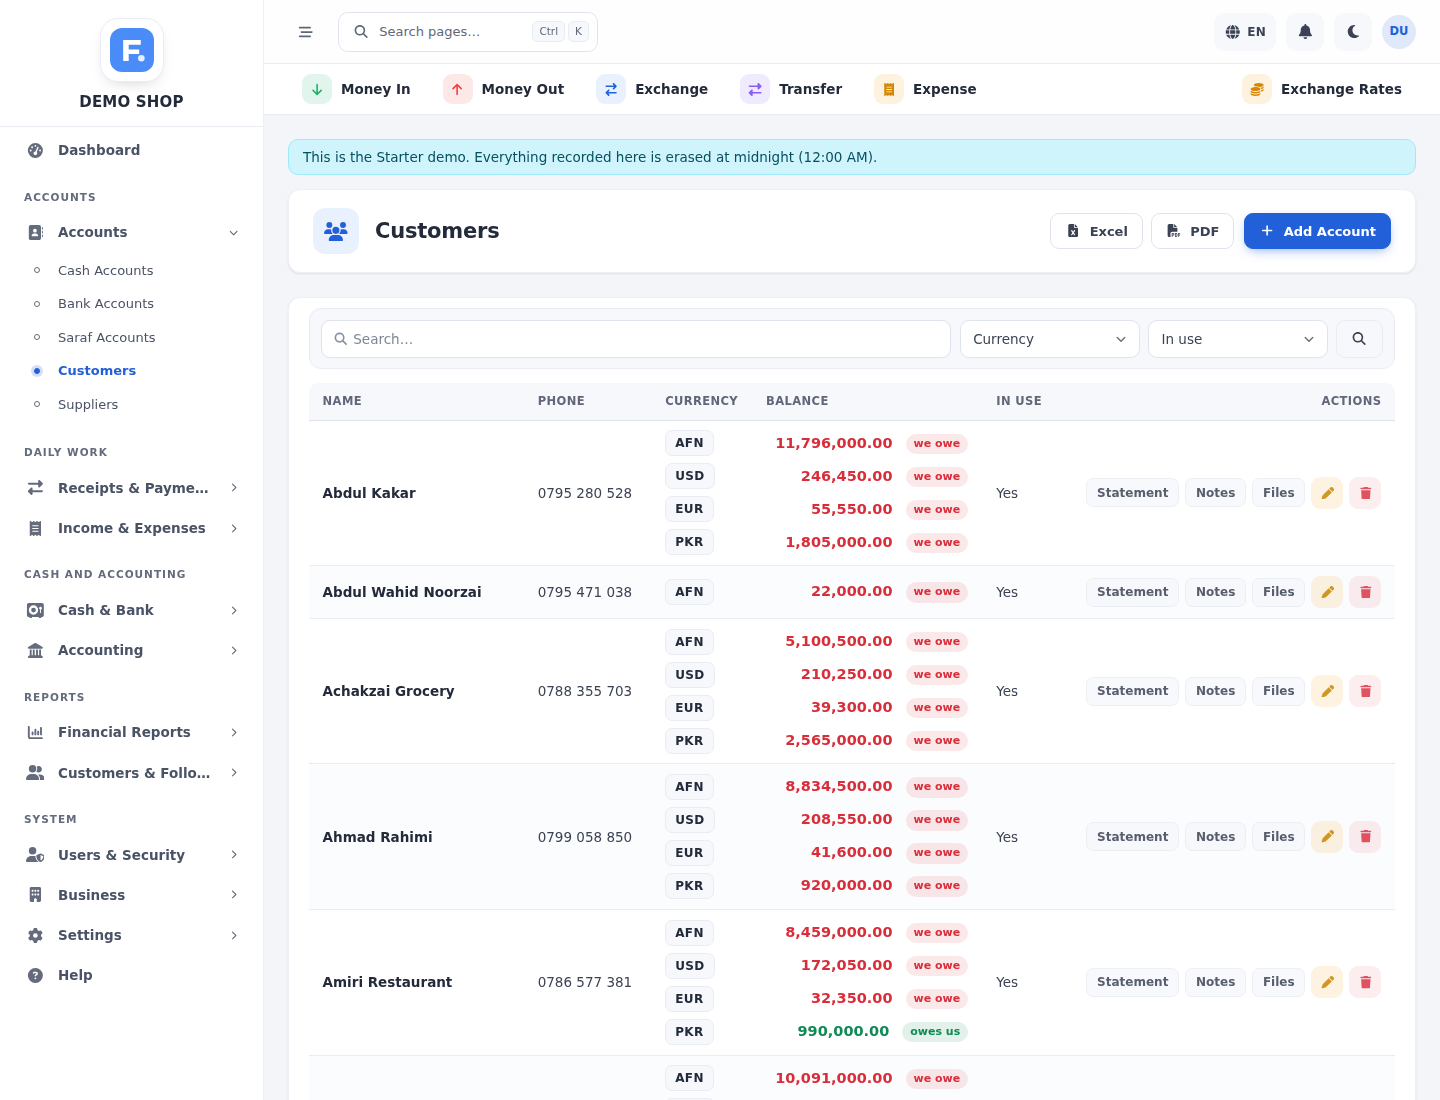 F.
DEMO SHOP
Dashboard
ACCOUNTS
Accounts
Cash Accounts
Bank Accounts
Saraf Accounts
Customers
Suppliers
DAILY WORK
Receipts & Payme...
Income & Expenses
CASH AND ACCOUNTING
Cash & Bank
Accounting
REPORTS
Financial Reports
Customers & Follo...
SYSTEM
Users & Security
Business
Settings
Help
Search pages... Ctrl K
EN
DU
Money In
Money Out
Exchange
Transfer
Expense
Exchange Rates
This is the Starter demo. Everything recorded here is erased at midnight (12:00 AM).
Customers
Excel
PDF
Add Account
Search...
Currency
In use
NAME PHONE CURRENCY BALANCE IN USE ACTIONS
Abdul Kakar 0795 280 528
AFN 11,796,000.00 we owe
USD 246,450.00 we owe
EUR 55,550.00 we owe
PKR 1,805,000.00 we owe
Yes Statement Notes Files
Abdul Wahid Noorzai 0795 471 038 AFN 22,000.00 we owe Yes Statement Notes Files
Achakzai Grocery 0788 355 703
AFN 5,100,500.00 we owe
USD 210,250.00 we owe
EUR 39,300.00 we owe
PKR 2,565,000.00 we owe
Yes Statement Notes Files
Ahmad Rahimi 0799 058 850
AFN 8,834,500.00 we owe
USD 208,550.00 we owe
EUR 41,600.00 we owe
PKR 920,000.00 we owe
Yes Statement Notes Files
Amiri Restaurant 0786 577 381
AFN 8,459,000.00 we owe
USD 172,050.00 we owe
EUR 32,350.00 we owe
PKR 990,000.00 owes us
Yes Statement Notes Files
AFN 10,091,000.00 we owe